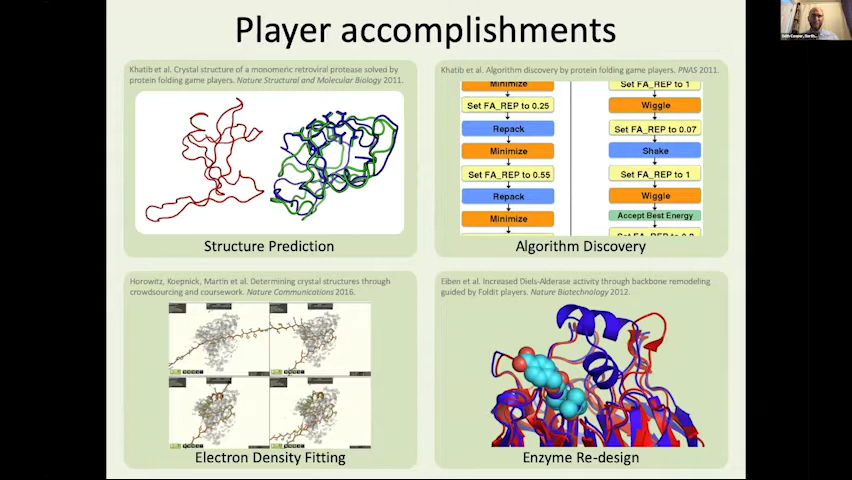 Player accomplishments
Khatib et al. Crystal structure of a monomeric retroviral protease solved by
protein folding game players. Nature Structural and Molecular Biology 2011.
Structure Prediction
Khatib et al. Algorithm discovery by protein folding game players. PNAS 2011.
Minimize
Set FA_REP to 0.25
Repack
Minimize
Set FA_REP to 0.55
Repack
Minimize
Set FA_REP to 1
Wiggle
Set FA_REP to 0.07
Shake
Set FA_REP to 1
Wiggle
Accept Best Energy
Algorithm Discovery
Horowitz, Koepnick, Martin et al. Determining crystal structures through
crowdsourcing and coursework. Nature Communications 2016.
Electron Density Fitting
Eiben et al. Increased Diels-Alderase activity through backbone remodeling
guided by Foldit players. Nature Biotechnology 2012.
Enzyme Re-design